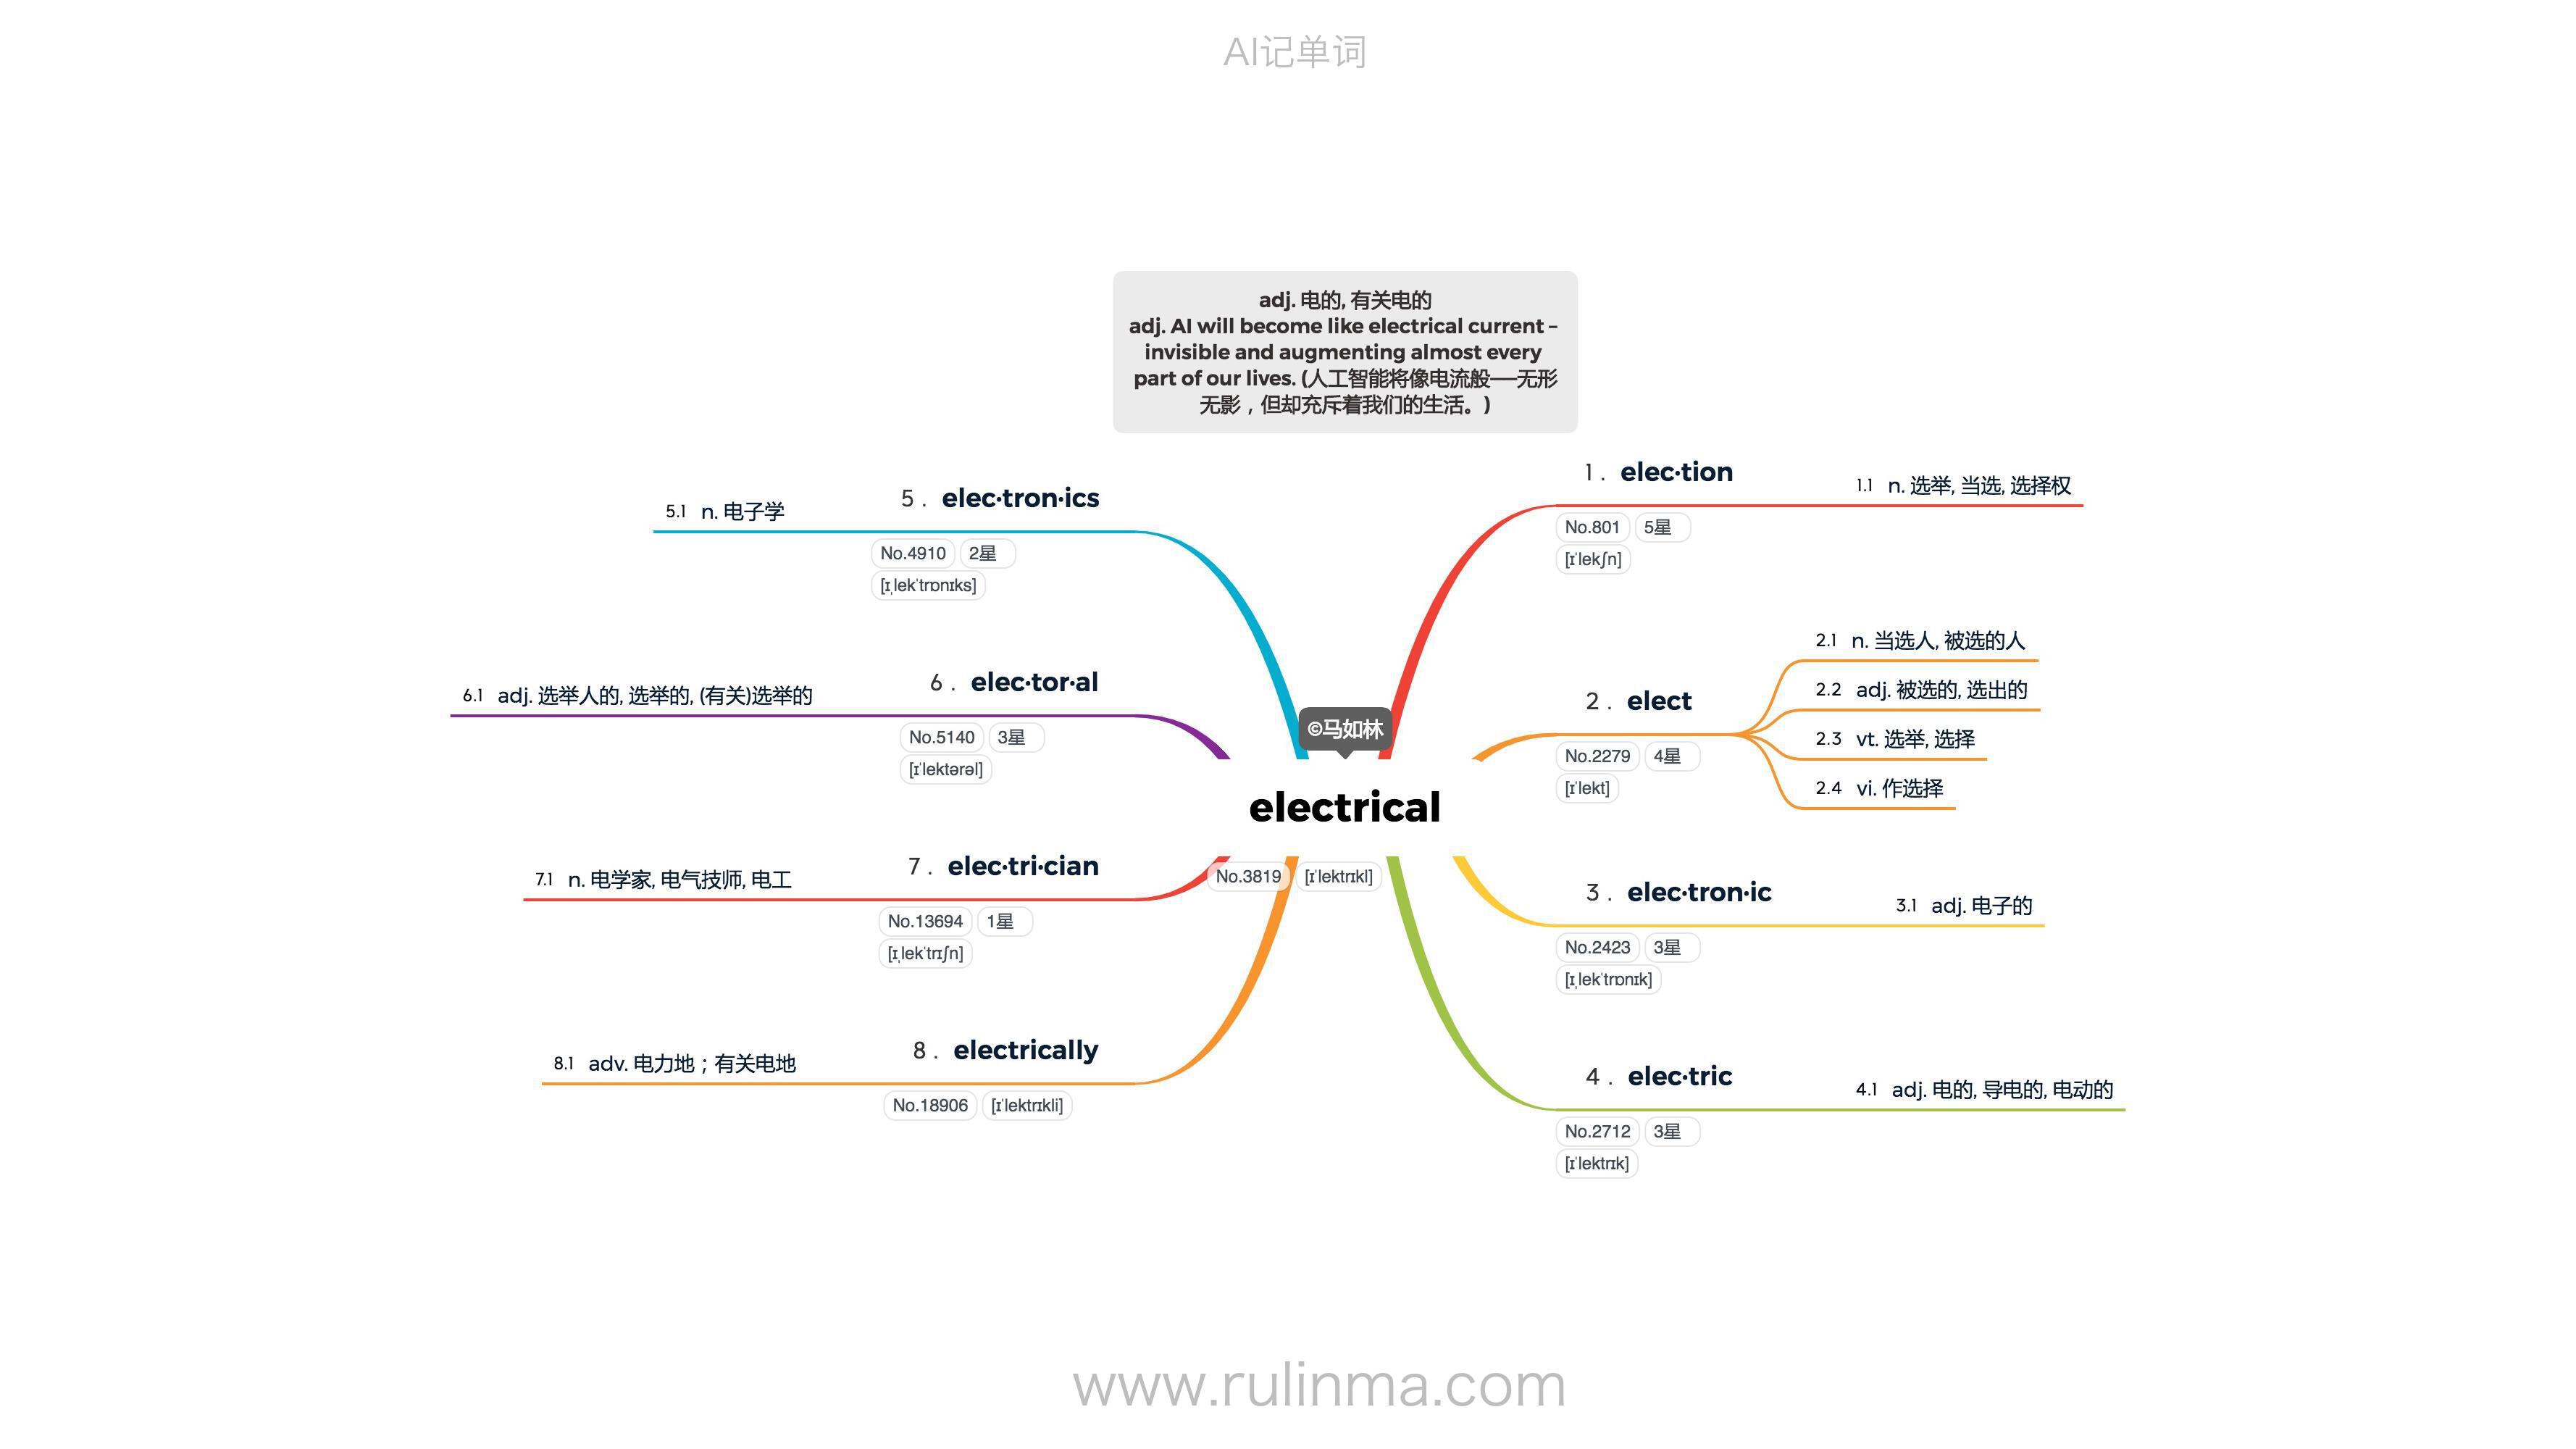 AI记单词
adj. 电的, 有关电的
adj. AI will become like electrical current –
invisible and augmenting almost every
part of our lives. (人工智能将像电流般——无形
无影，但却充斥着我们的生活。)
©马如林
electrical
No.3819 [ɪˈlektrɪkl]
1 . elec·tion
No.801 5星
[ɪˈlekʃn]
1.1 n. 选举, 当选, 选择权
2 . elect
No.2279 4星
[ɪˈlekt]
2.1 n. 当选人, 被选的人
2.2 adj. 被选的, 选出的
2.3 vt. 选举, 选择
2.4 vi. 作选择
3 . elec·tron·ic
No.2423 3星
[ɪˌlekˈtrɒnɪk]
3.1 adj. 电子的
4 . elec·tric
No.2712 3星
[ɪˈlektrɪk]
4.1 adj. 电的, 导电的, 电动的
5 . elec·tron·ics
No.4910 2星
[ɪˌlekˈtrɒnɪks]
5.1 n. 电子学
6 . elec·tor·al
No.5140 3星
[ɪˈlektərəl]
6.1 adj. 选举人的, 选举的, (有关)选举的
7 . elec·tri·cian
No.13694 1星
[ɪˌlekˈtrɪʃn]
7.1 n. 电学家, 电气技师, 电工
8 . electrically
No.18906 [ɪˈlektrɪkli]
8.1 adv. 电力地；有关电地
www.rulinma.com